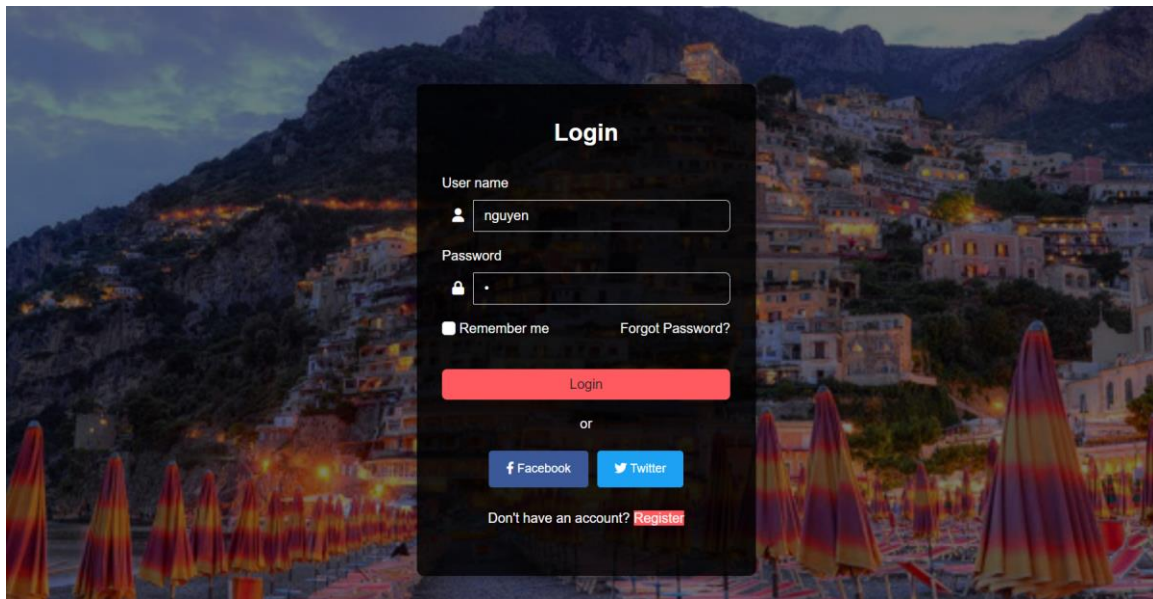 Login
User name
nguyen
Password
•
Remember me Forgot Password?
Login
or
Facebook Twitter
Don't have an account? Register